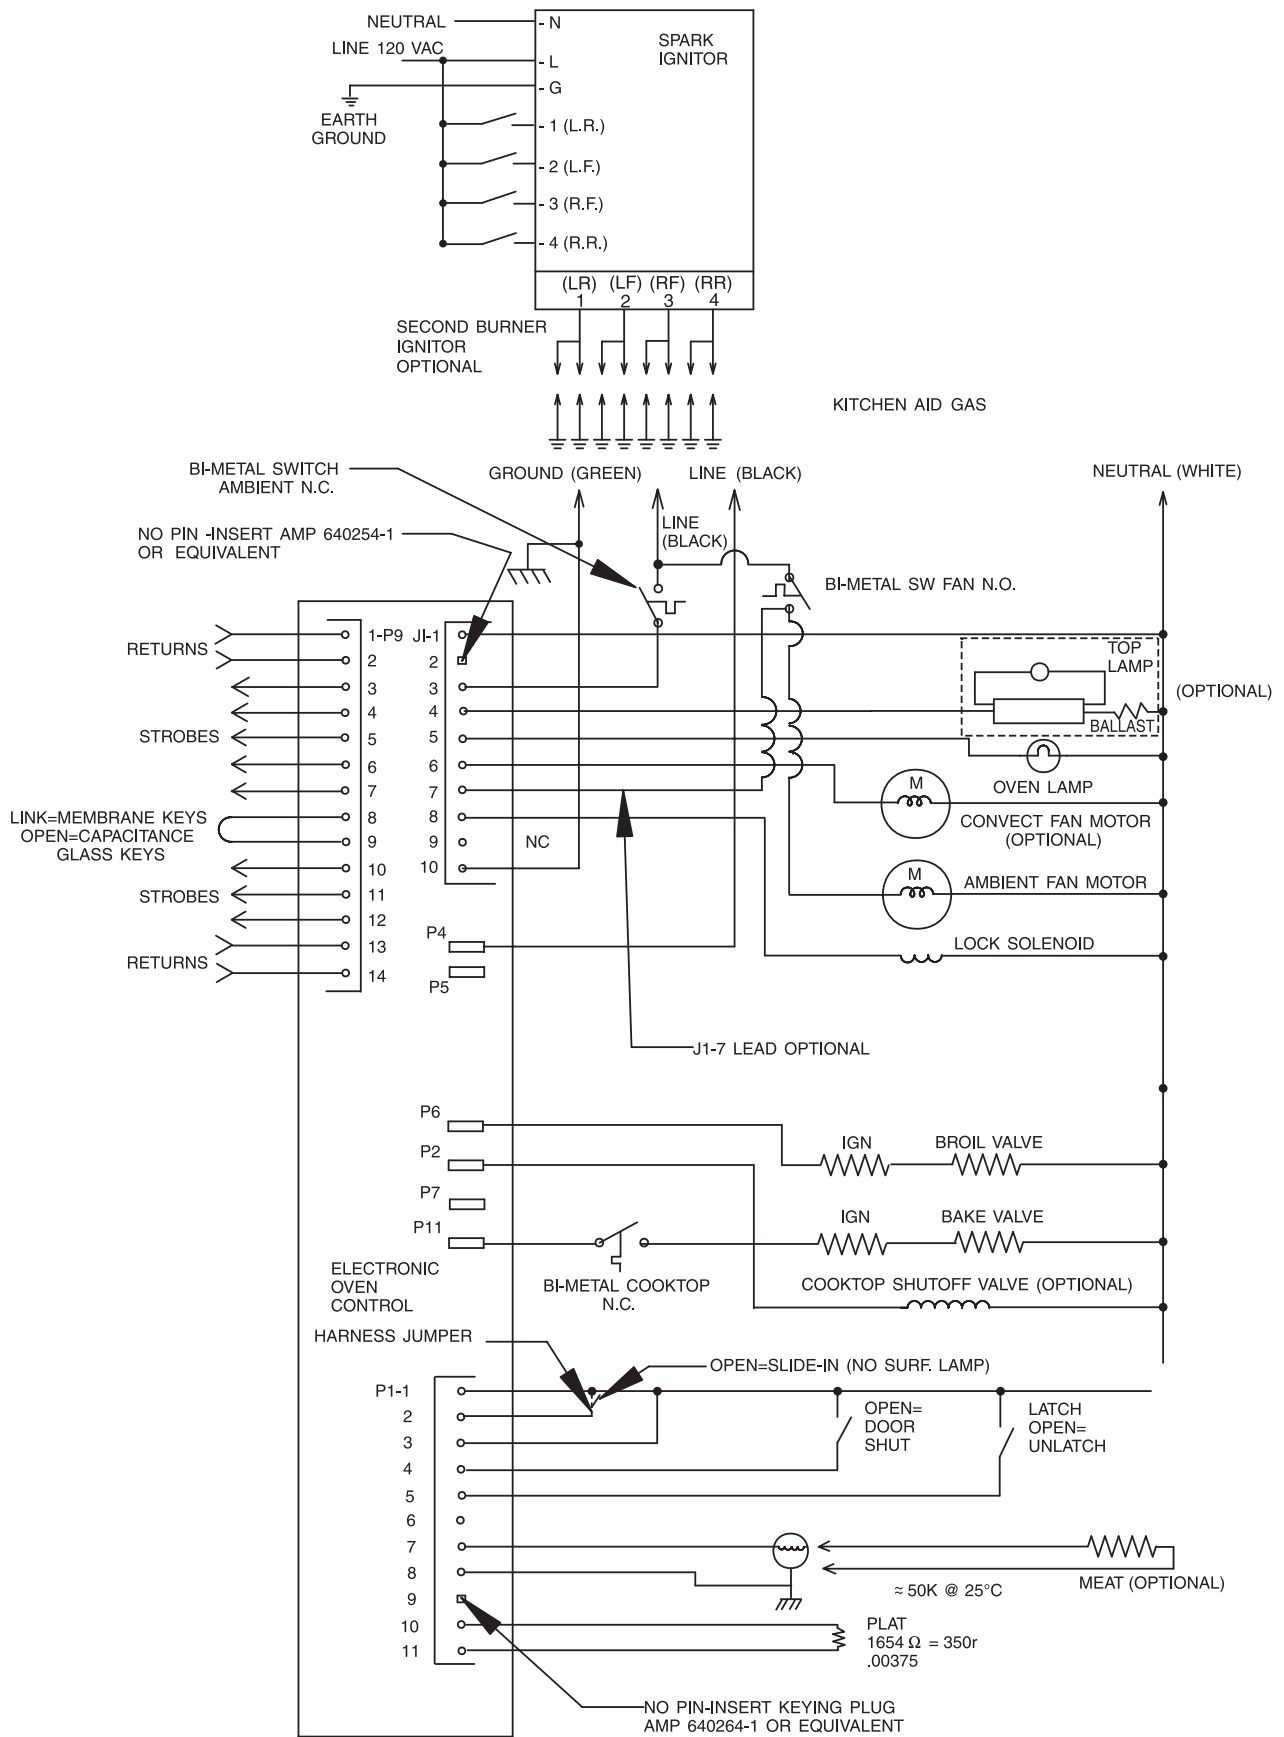 NEUTRAL
- N
SPARK
IGNITOR
LINE 120 VAC
- L
- G
EARTH
GROUND
- 1 (L.R.)
- 2 (L.F.)
- 3 (R.F.)
- 4 (R.R.)
(LR) (LF) (RF) (RR)
1 2 3 4
SECOND BURNER
IGNITOR
OPTIONAL
KITCHEN AID GAS
BI-METAL SWITCH
AMBIENT N.C.
GROUND (GREEN)
LINE (BLACK)
NEUTRAL (WHITE)
NO PIN -INSERT AMP 640254-1
OR EQUIVALENT
LINE
(BLACK)
BI-METAL SW FAN N.O.
RETURNS
1-P9
2
3
4
STROBES
5
6
7
LINK=MEMBRANE KEYS
OPEN=CAPACITANCE
GLASS KEYS
8
9
10
STROBES
11
12
13
RETURNS
14
JI-1
2
3
4
5
6
7
8
9
NC
10
P4
P5
TOP
LAMP
(OPTIONAL)
BALLAST
OVEN LAMP
M
CONVECT FAN MOTOR
(OPTIONAL)
M
AMBIENT FAN MOTOR
LOCK SOLENOID
J1-7 LEAD OPTIONAL
P6
IGN
BROIL VALVE
P2
P7
P11
IGN
BAKE VALVE
BI-METAL COOKTOP
N.C.
COOKTOP SHUTOFF VALVE (OPTIONAL)
ELECTRONIC
OVEN
CONTROL
HARNESS JUMPER
OPEN=SLIDE-IN (NO SURF. LAMP)
P1-1
2
3
4
5
6
7
8
9
10
11
OPEN=
DOOR
SHUT
LATCH
OPEN=
UNLATCH
≈ 50K @ 25°C
MEAT (OPTIONAL)
PLAT
1654 Ω = 350r
.00375
NO PIN-INSERT KEYING PLUG
AMP 640264-1 OR EQUIVALENT